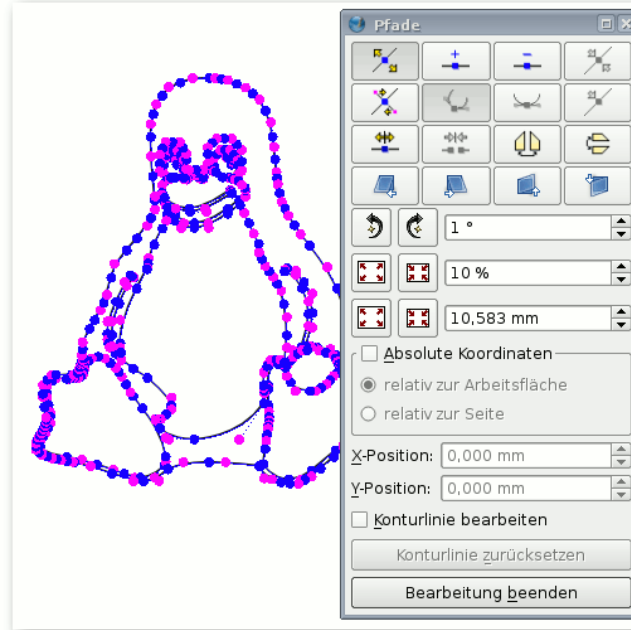 Pfade
1 °
10 %
10,583 mm
Absolute Koordinaten
relativ zur Arbeitsfläche
relativ zur Seite
X-Position: 0,000 mm
Y-Position: 0,000 mm
Konturlinie bearbeiten
Konturlinie zurücksetzen
Bearbeitung beenden